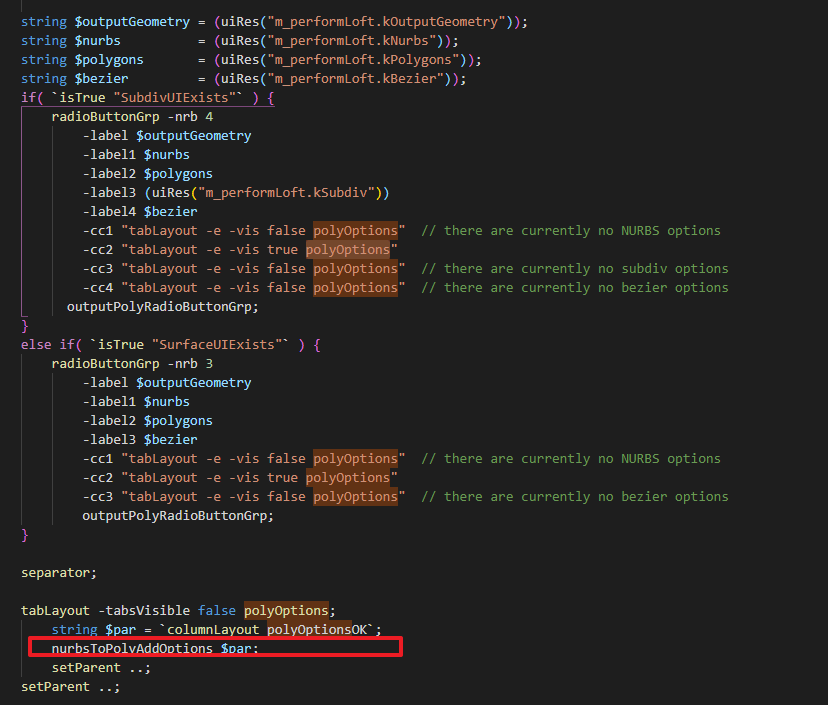 string $outputGeometry = (uiRes("m_performLoft.kOutputGeometry"));
string $nurbs          = (uiRes("m_performLoft.kNurbs"));
string $polygons       = (uiRes("m_performLoft.kPolygons"));
string $bezier         = (uiRes("m_performLoft.kBezier"));
if( `isTrue "SubdivUIExists"` ) {
    radioButtonGrp -nrb 4
        -label $outputGeometry
        -label1 $nurbs
        -label2 $polygons
        -label3 (uiRes("m_performLoft.kSubdiv"))
        -label4 $bezier
        -cc1 "tabLayout -e -vis false polyOptions"  // there are currently no NURBS options
        -cc2 "tabLayout -e -vis true polyOptions"
        -cc3 "tabLayout -e -vis false polyOptions"  // there are currently no subdiv options
        -cc4 "tabLayout -e -vis false polyOptions"  // there are currently no bezier options
      outputPolyRadioButtonGrp;
}
else if( `isTrue "SurfaceUIExists"` ) {
    radioButtonGrp -nrb 3
        -label $outputGeometry
        -label1 $nurbs
        -label2 $polygons
        -label3 $bezier
        -cc1 "tabLayout -e -vis false polyOptions"  // there are currently no NURBS options
        -cc2 "tabLayout -e -vis true polyOptions"
        -cc3 "tabLayout -e -vis false polyOptions"  // there are currently no bezier options
        outputPolyRadioButtonGrp;
}
separator;
tabLayout -tabsVisible false polyOptions;
    string $par = `columnLayout polyOptionsOK`;
    nurbsToPolyAddOptions $par;
    setParent ..;
setParent ..;